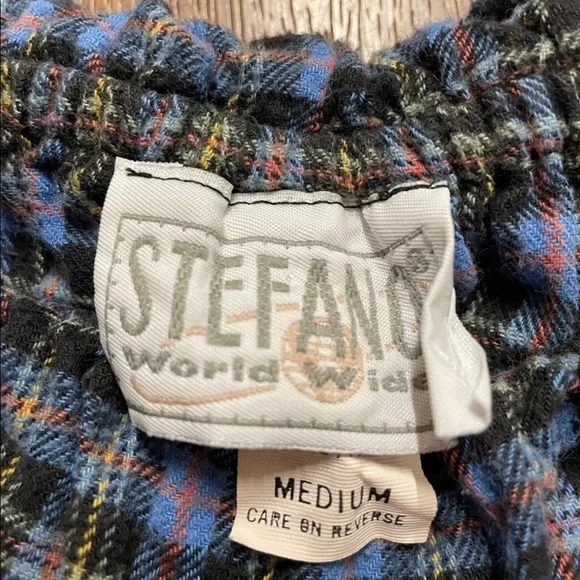 STEFANO
World Wide
MEDIUM
CARE ON REVERSE